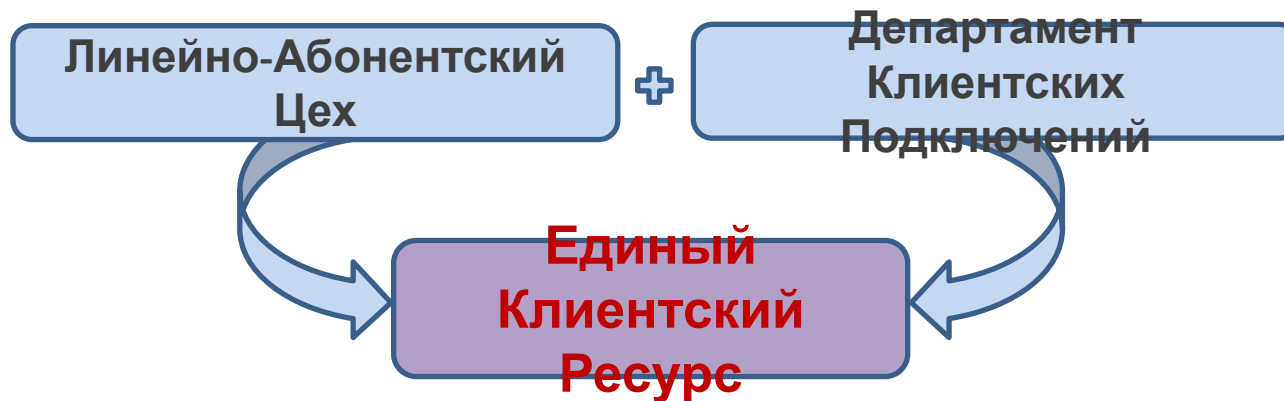 Линейно-Абонентский
Цех
Департамент
Клиентских
Подключений
Единый
Клиентский
Ресурс